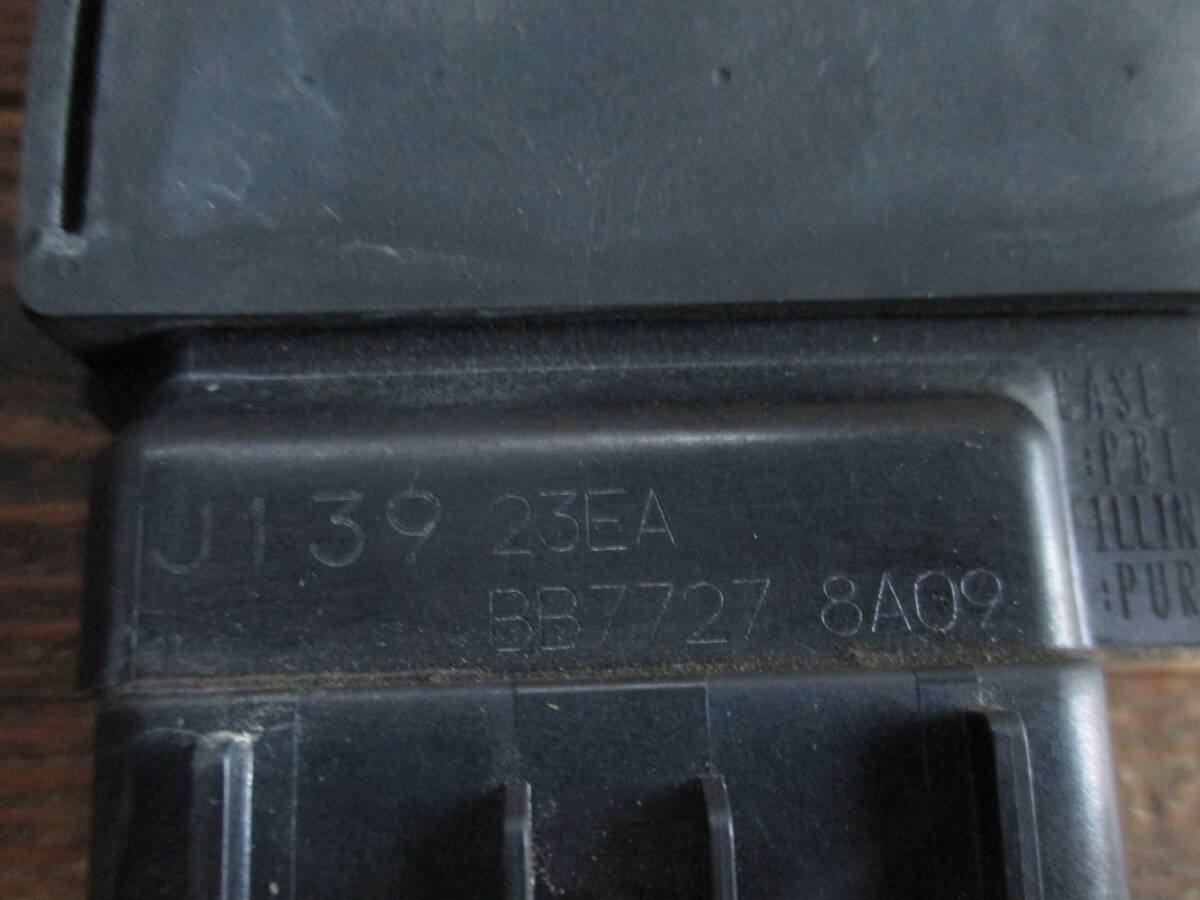 J139 23EA
BB7727 8A09
CASE
:PBT
FILLIN
:PUR